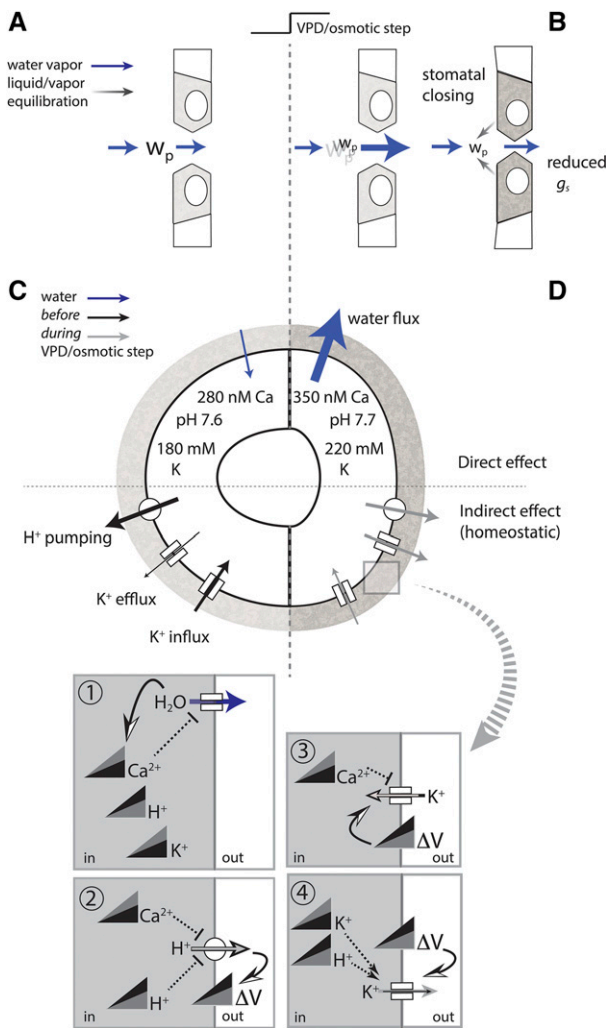 A
VPD/osmotic step
B
water vapor
liquid/vapor
equilibration
stomatal
closing
wp
wp
wp
wp
reduced
gs
C
D
water
before
during
VPD/osmotic step
water flux
280 nM Ca
350 nM Ca
pH 7.6
pH 7.7
180 mM
K
220 mM
K
Direct effect
H+ pumping
Indirect effect
(homeostatic)
K+ efflux
K+ influx
1
H2O
Ca2+
H+
K+
in
out
3
Ca2+
K+
ΔV
in
out
2
Ca2+
H+
H+
ΔV
in
out
4
K+
H+
ΔV
K+
in
out